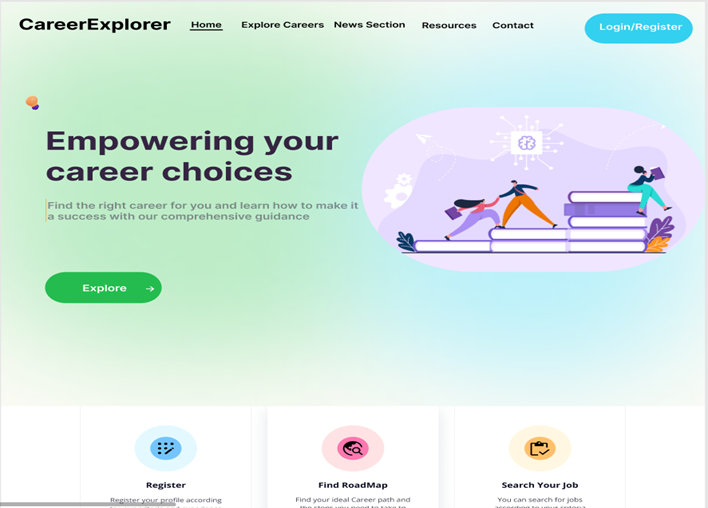 CareerExplorer
Home
Explore Careers
News Section
Resources
Contact
Login/Register
Empowering your
career choices
Find the right career for you and learn how to make it
a success with our comprehensive guidance
Explore
Register
Register your profile according
Find RoadMap
Find your ideal Career path and
the steps you need to take to
Search Your Job
You can search for jobs
according to your criteria